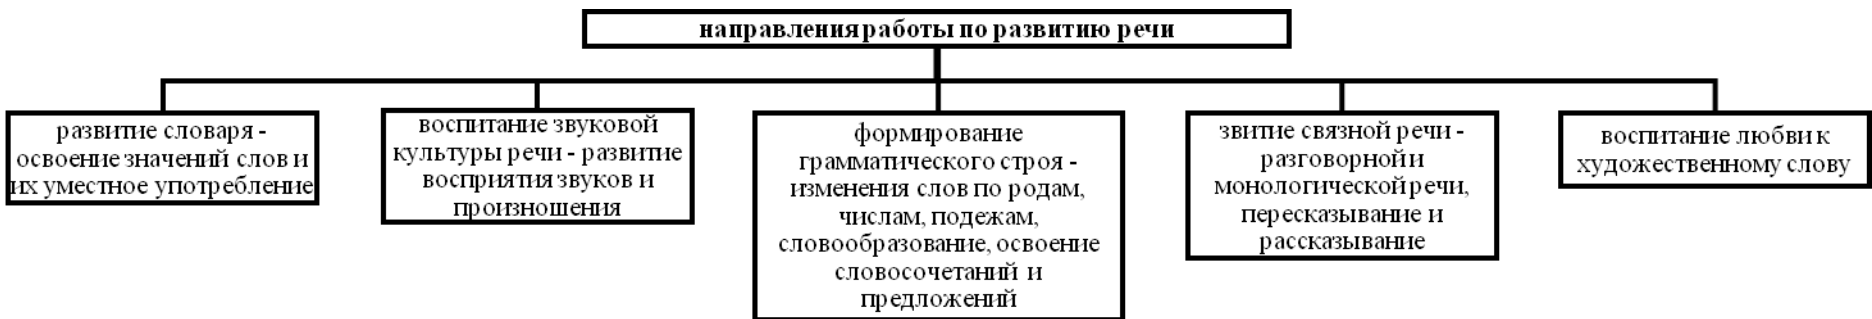 направления работы по развитию речи
развитие словаря -
освоение значений слов и
их уместное употребление
воспитание звуковой
культуры речи - развитие
восприятия звуков и
произношения
формирование
грамматического строя -
изменения слов по родам,
числам, подежам,
словообразование, освоение
словосочетаний и
предложений
звитие связной речи -
разговорной и
монологической речи,
пересказывание и
рассказывание
воспитание любви к
художественному слову